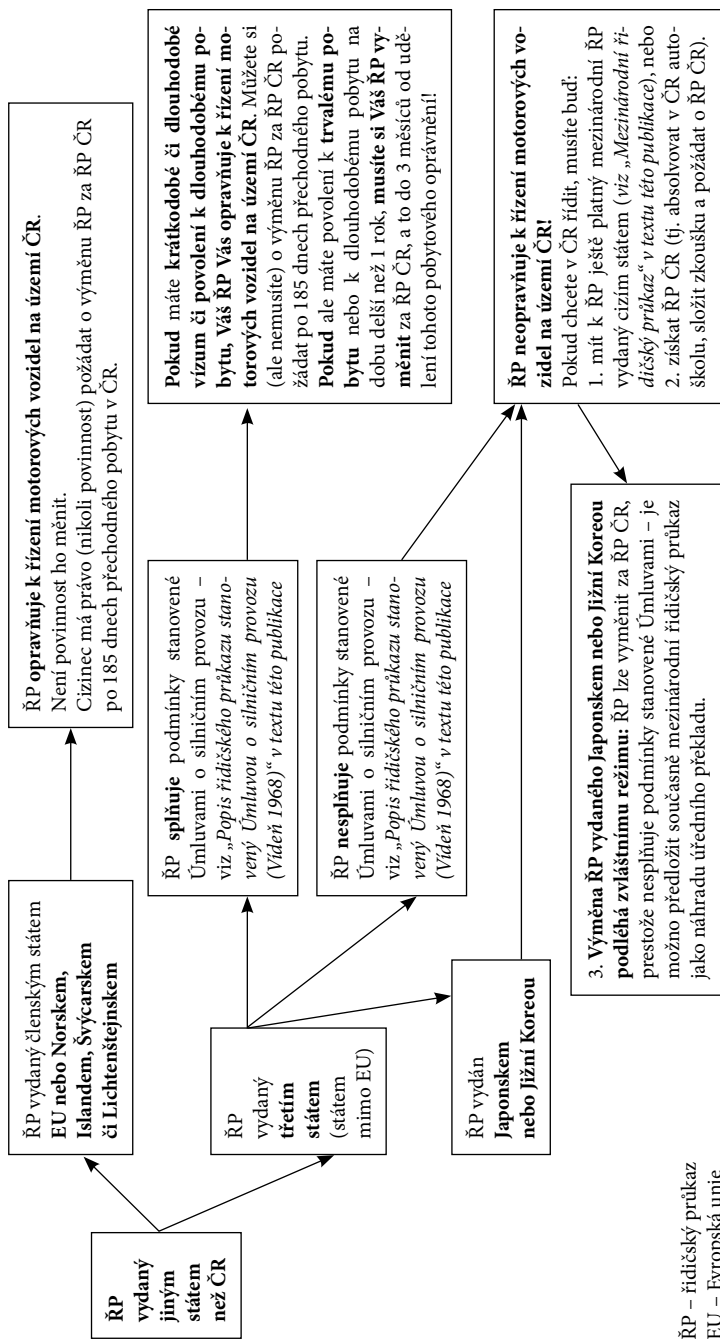 ŘP
vydaný
jiným
státem
než ČR
ŘP vydaný členským státem
EU nebo Norskem,
Islandem, Švýcarskem
či Lichtenštejnskem
ŘP opravňuje k řízení motorových vozidel na území ČR.
Není povinnost ho měnit.
Cizinec má právo (nikoli povinnost) požádat o výměnu ŘP za ŘP ČR
po 185 dnech přechodného pobytu v ČR.
ŘP
vydaný
třetím
státem
(státem
mimo EU)
ŘP splňuje podmínky stanovené
Úmluvami o silničním provozu –
viz „Popis řidičského průkazu stano-
vený Úmluvou o silničním provozu
(Vídeň 1968)“ v textu této publikace
Pokud máte krátkodobé či dlouhodobé
vízum či povolení k dlouhodobému po-
bytu, Váš ŘP Vás opravňuje k řízení mo-
torových vozidel na území ČR. Můžete si
(ale nemusíte) o výměnu ŘP za ŘP ČR po-
žádat po 185 dnech přechodného pobytu.
Pokud ale máte povolení k trvalému po-
bytu nebo k dlouhodobému pobytu na
dobu delší než 1 rok, musíte si Váš ŘP vy-
měnit za ŘP ČR, a to do 3 měsíců od udě-
lení tohoto pobytového oprávnění!
ŘP nesplňuje podmínky stanovené
Úmluvami o silničním provozu –
viz „Popis řidičského průkazu stano-
vený Úmluvou o silničním provozu
(Vídeň 1968)“ v textu této publikace
ŘP vydán
Japonskem
nebo Jižní Koreou
ŘP neopravňuje k řízení motorových vo-
zidel na území ČR!
Pokud chcete v ČR řídit, musíte buď:
1. mít k ŘP ještě platný mezinárodní ŘP
vydaný cizím státem (viz „Mezinárodní ři-
dičský průkaz“ v textu této publikace), nebo
2. získat ŘP ČR (tj. absolvovat v ČR auto-
školu, složit zkoušku a požádat o ŘP ČR).
3. Výměna ŘP vydaného Japonskem nebo Jižní Koreou
podléhá zvláštnímu režimu: ŘP lze vyměnit za ŘP ČR,
prestože nesplňuje podmínky stanovené Úmluvami – je
možno předložit současně mezinárodní řidičský průkaz
jako náhradu úředního překladu.
ŘP – řidičský průkaz
EU – Evropská unie